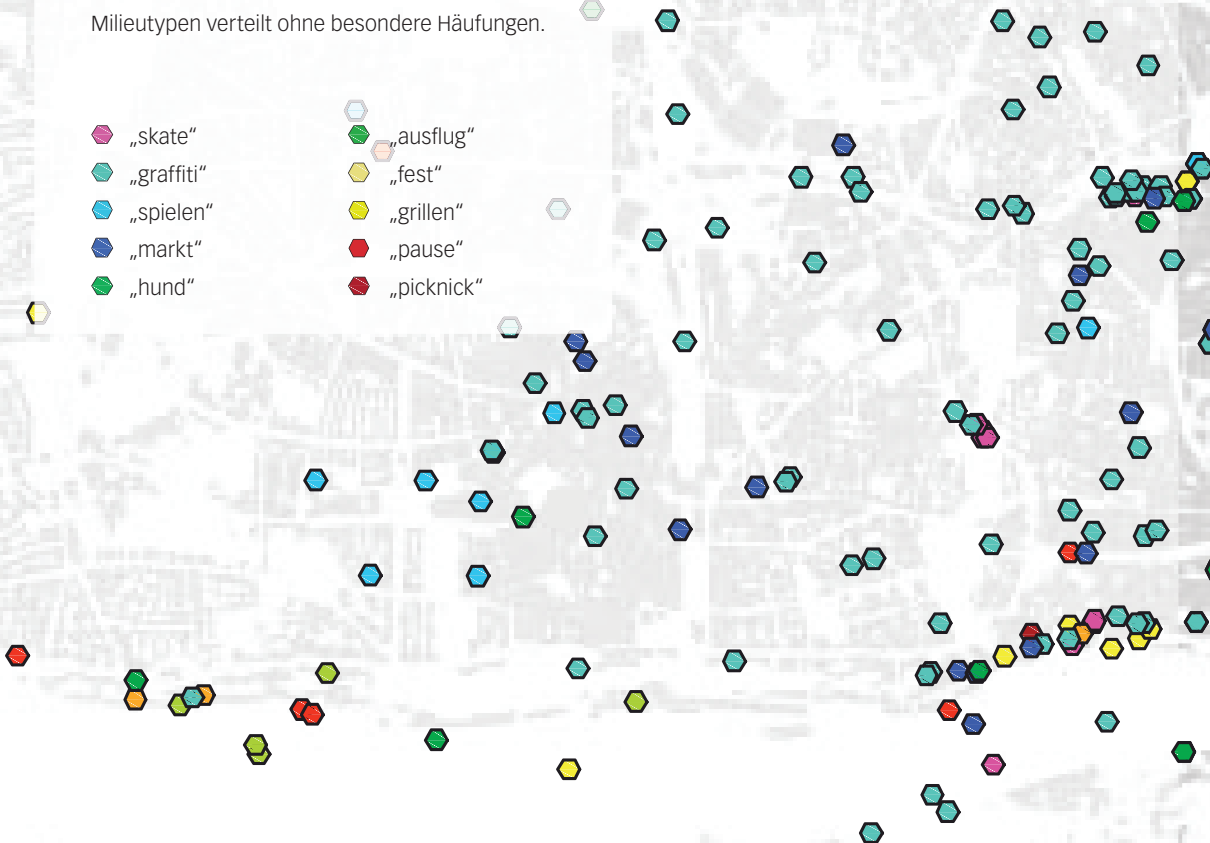 Milieutypen verteilt ohne besondere Häufungen.
„skate“
„graffiti“
„spielen“
„markt“
„hund“
„ausflug“
„fest“
„grillen“
„pause“
„picknick“